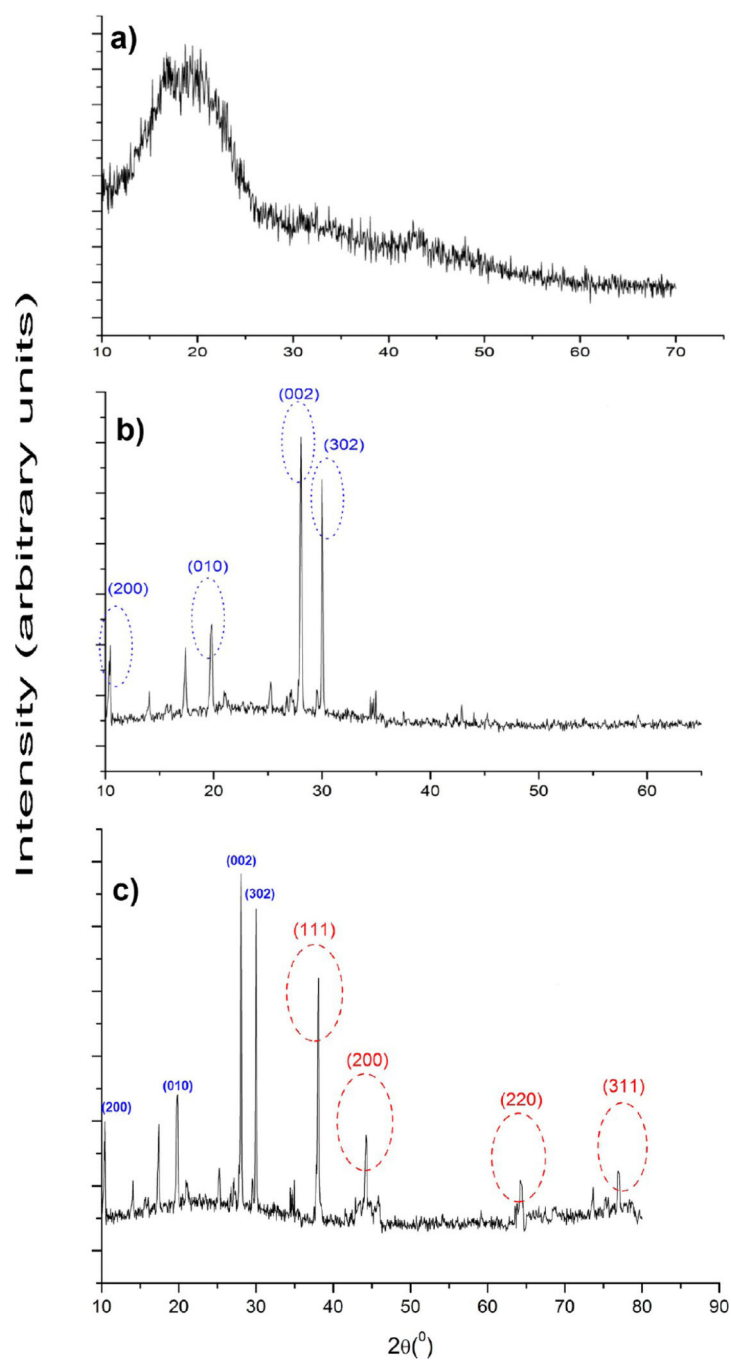 a)
10 20 30 40 50 60 70
Intensity (arbitrary units)
b)
(002)
(302)
(200)
(010)
10 20 30 40 50 60
c)
(002)
(302)
(111)
(200)
(010)
(200)
(220)
(311)
10 20 30 40 50 60 70 80 90
2θ(⁰)